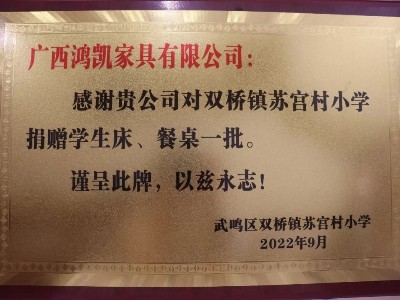 广西鸿凯家具有限公司：
感谢贵公司对双桥镇苏宫村小学
捐赠学生床、餐桌一批。
谨呈此牌，以兹永志！
武鸣区双桥镇苏宫村小学
2022年9月